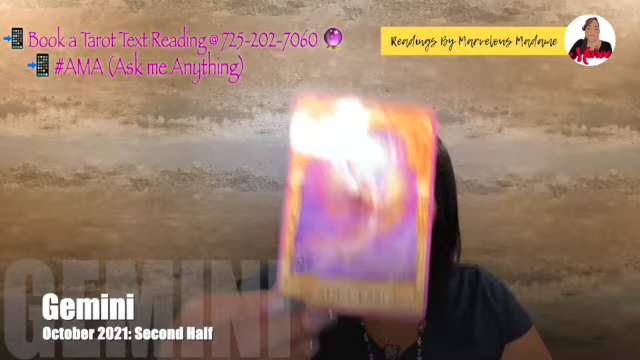 Book a Tarot Text Reading @ 725-202-7060
#AMA (Ask me Anything)
Readings By Marvelous Madame
GEMINI
Gemini
October 2021: Second Half